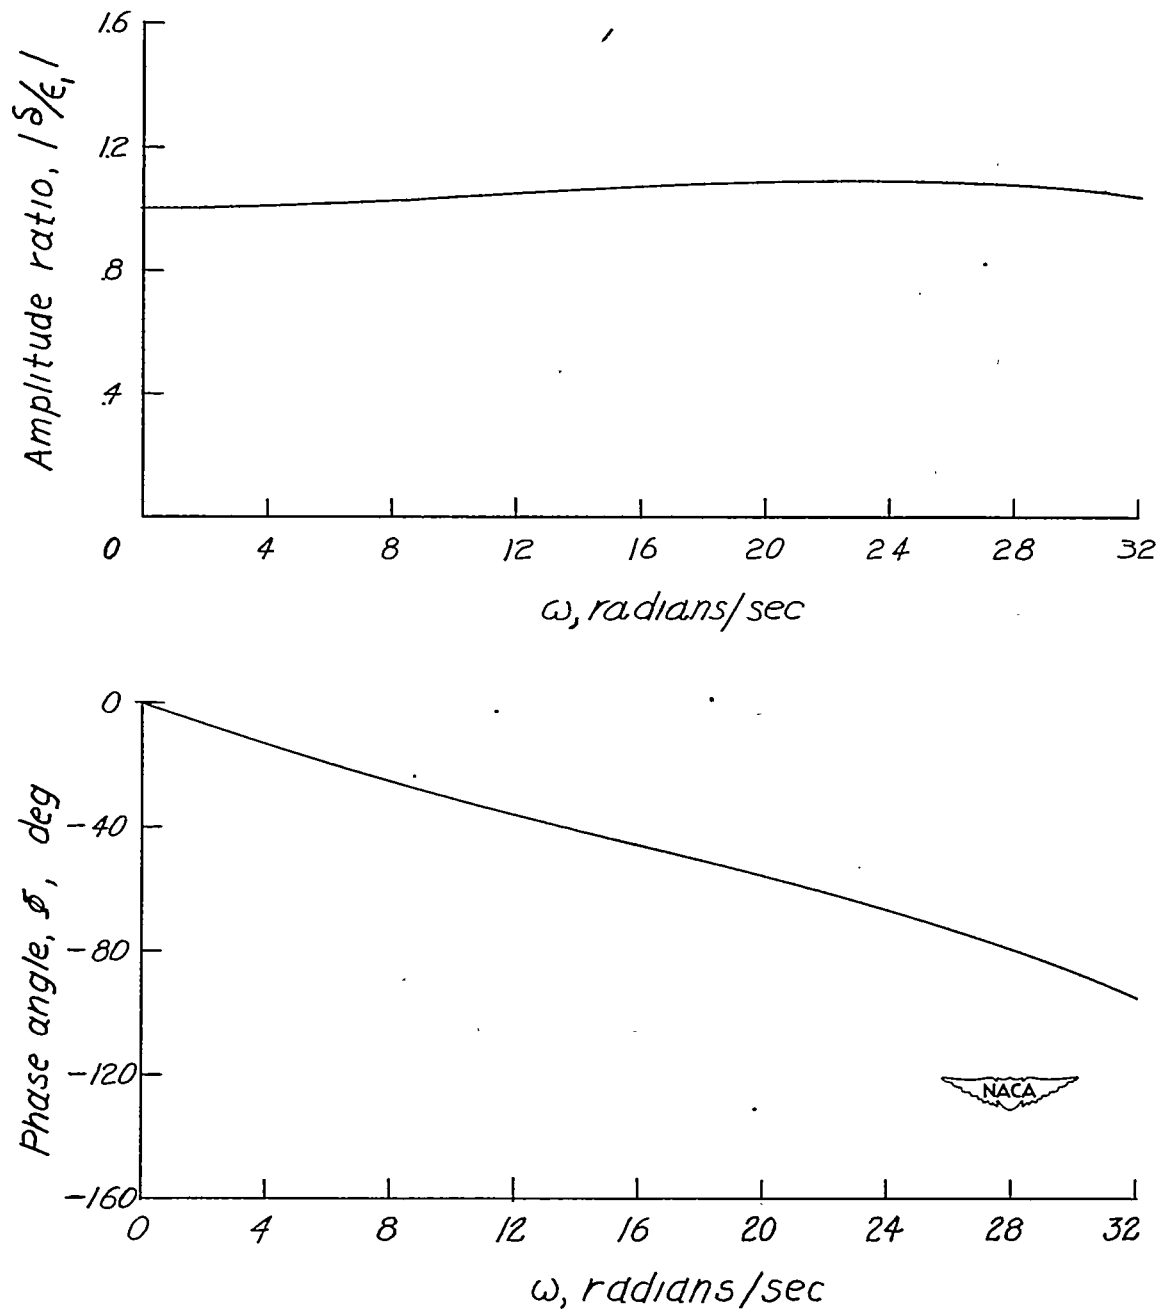 1.6
1.2
.8
.4
Amplitude ratio, |δ/ϵ₁|
0 4 8 12 16 20 24 28 32
ω, radians/sec
0
-40
-80
-120
-160
Phase angle, ø, deg
NACA
0 4 8 12 16 20 24 28 32
ω, radians/sec